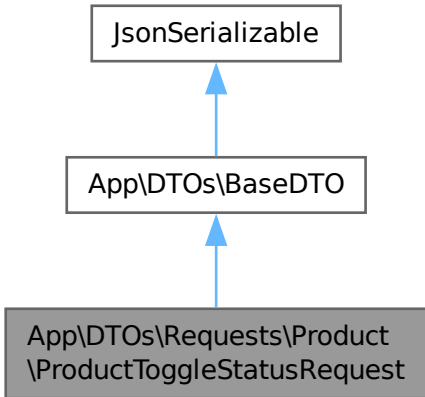 JsonSerializable
App\DTOs\BaseDTO
App\DTOs\Requests\Product
\ProductToggleStatusRequest